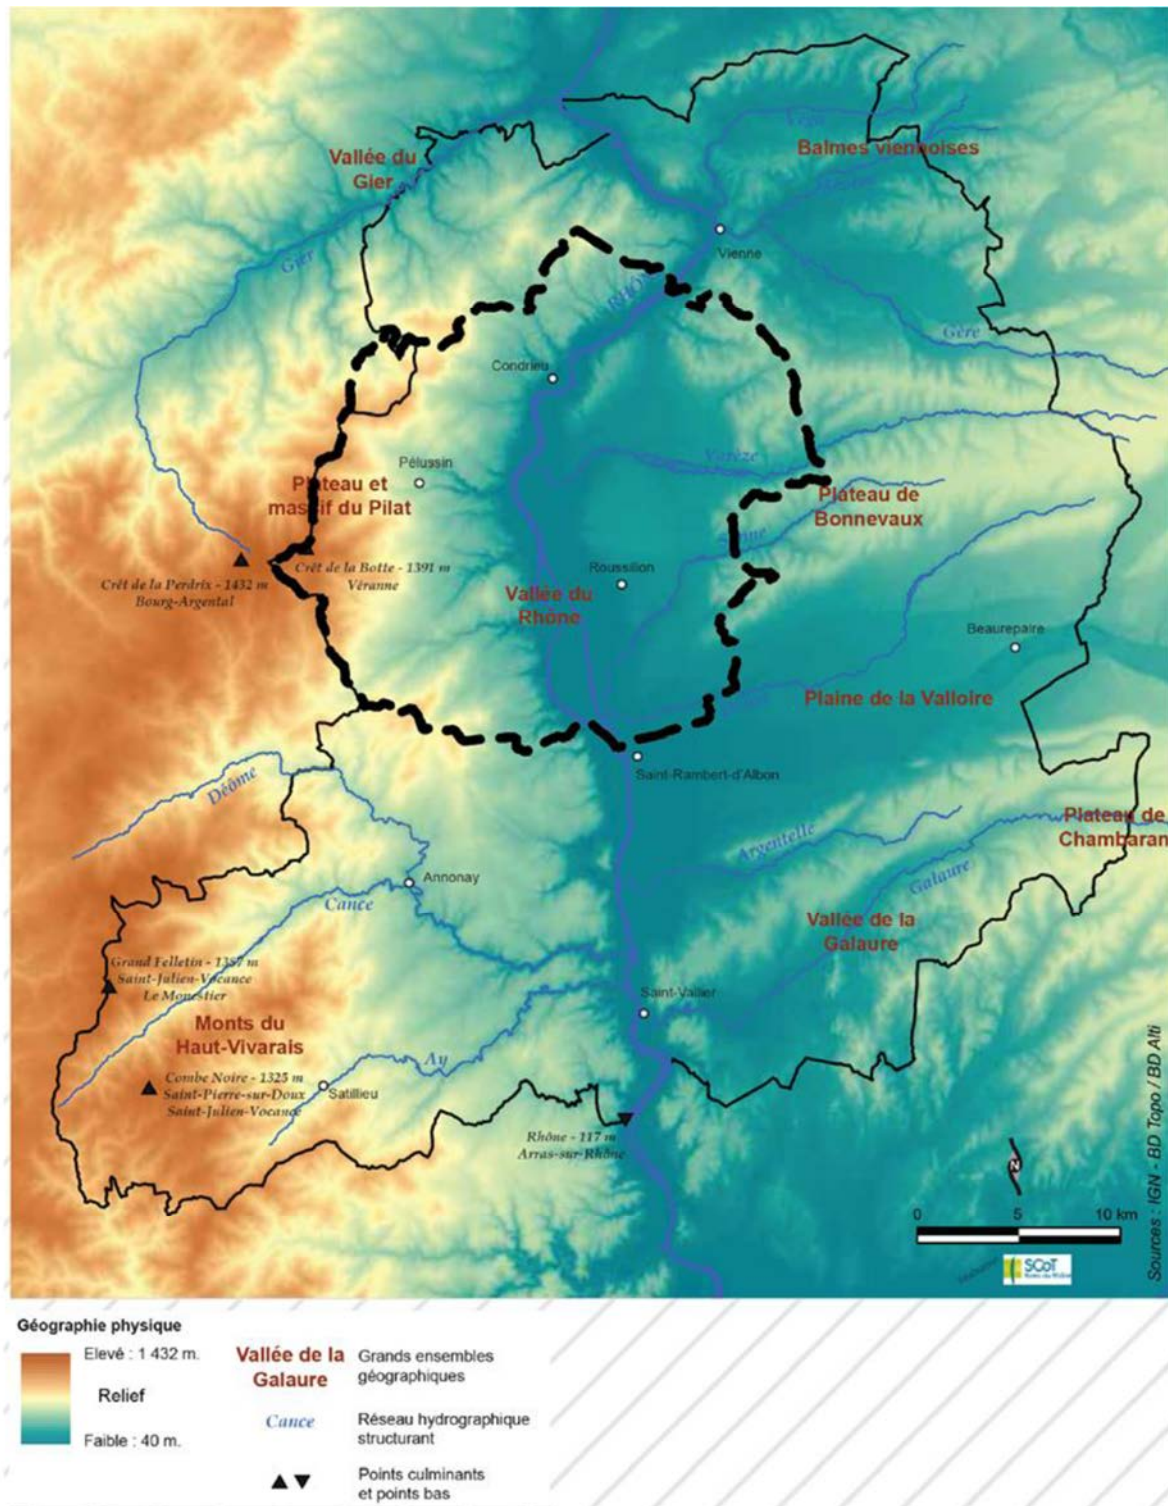 Vallée du
Gier
Véga
Balmes viennoises
Gier
Vienne
RHÔNE
Gère
Condrieu
Varèze
Pélussin
Plateau et
massif du Pilat
Plateau de
Bonnevaux
Sanne
Crêt de la Perdrix - 1432 m
Bourg-Argental
Crêt de la Botte - 1391 m
Véranne
Roussillon
Vallée du
Rhône
Beaurepaire
Plaine de la Valloire
Saint-Rambert-d'Albon
Déôme
Argentelle
Plateau de
Chambaran
Annonay
Cance
Galaure
Vallée de la
Galaure
Grand Felletin - 1387 m
Saint-Julien-Vocance
Le Monestier
Saint-Vallier
Monts du
Haut-Vivarais
Ay
Combe Noire - 1325 m
Saint-Pierre-sur-Doux
Saint-Julien-Vocance
Satillieu
Rhône - 117 m
Arras-sur-Rhône
N
0 5 10 km
SCoT
Rives du Rhône
Sources : IGN - BD Topo / BD Alti
Géographie physique
Elevé : 1 432 m.
Relief
Faible : 40 m.
Vallée de la
Galaure
Grands ensembles
géographiques
Cance
Réseau hydrographique
structurant
Points culminants
et points bas